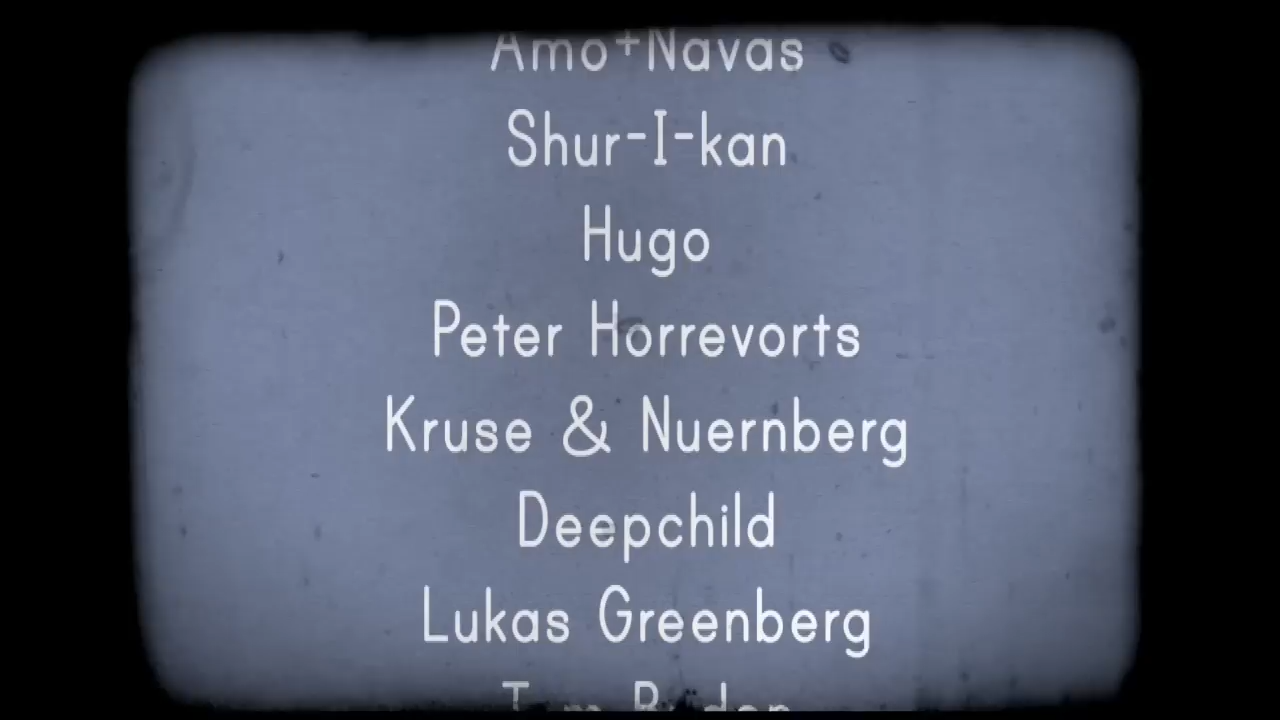 Amo+Navas
Shur-I-kan
Hugo
Peter Horrevorts
Kruse & Nuernberg
Deepchild
Lukas Greenberg